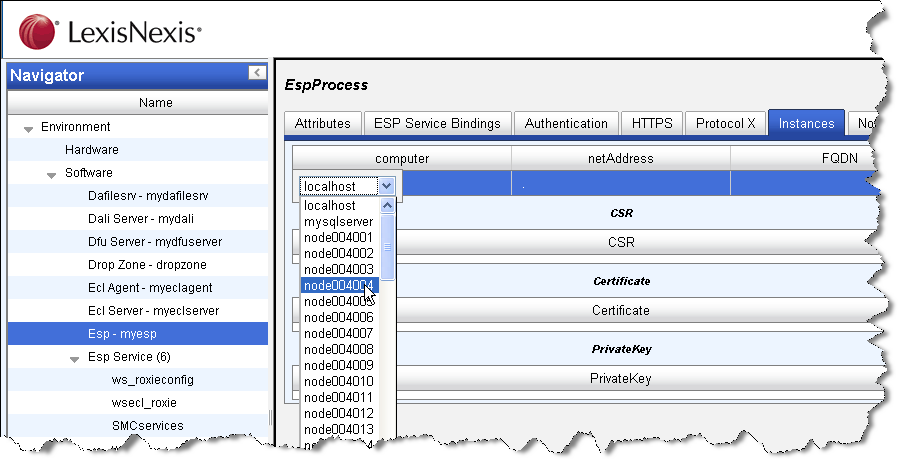 LexisNexis®
Navigator
Name
Environment
Hardware
Software
Dafilesrv - mydafilesrv
Dali Server - mydali
Dfu Server - mydfuserver
Drop Zone - dropzone
Ecl Agent - myeclagent
Ecl Server - myeclserver
Esp - myesp
Esp Service (6)
ws_roxieconfig
wsecl_roxie
SMCservices
EspProcess
Attributes ESP Service Bindings Authentication HTTPS Protocol X Instances No
computer netAddress FQDN
localhost .
localhost
mysqlserver
node004001
node004002
node004003
node004004
node004005
node004006
node004007
node004008
node004009
node004010
node004011
node004012
node004013
CSR
CSR
Certificate
Certificate
PrivateKey
PrivateKey